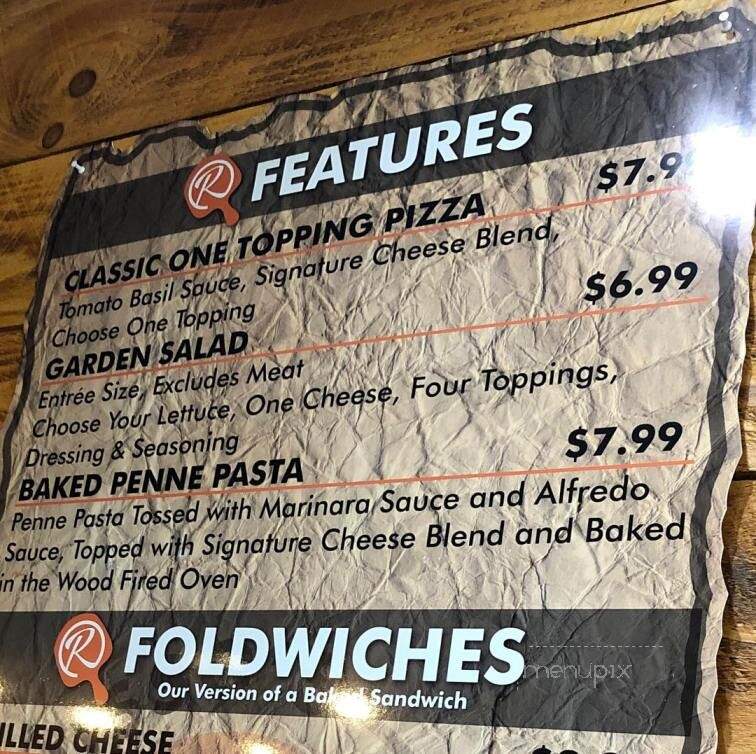 R FEATURES
CLASSIC ONE TOPPING PIZZA $7.9
Tomato Basil Sauce, Signature Cheese Blend,
Choose One Topping
GARDEN SALAD $6.99
Entrée Size, Excludes Meat
Choose Your Lettuce, One Cheese, Four Toppings,
Dressing & Seasoning
BAKED PENNE PASTA $7.99
Penne Pasta Tossed with Marinara Sauce and Alfredo
Sauce, Topped with Signature Cheese Blend and Baked
in the Wood Fired Oven
R FOLDWICHES
menupix
Our Version of a Baked Sandwich
ILLED CHEESE